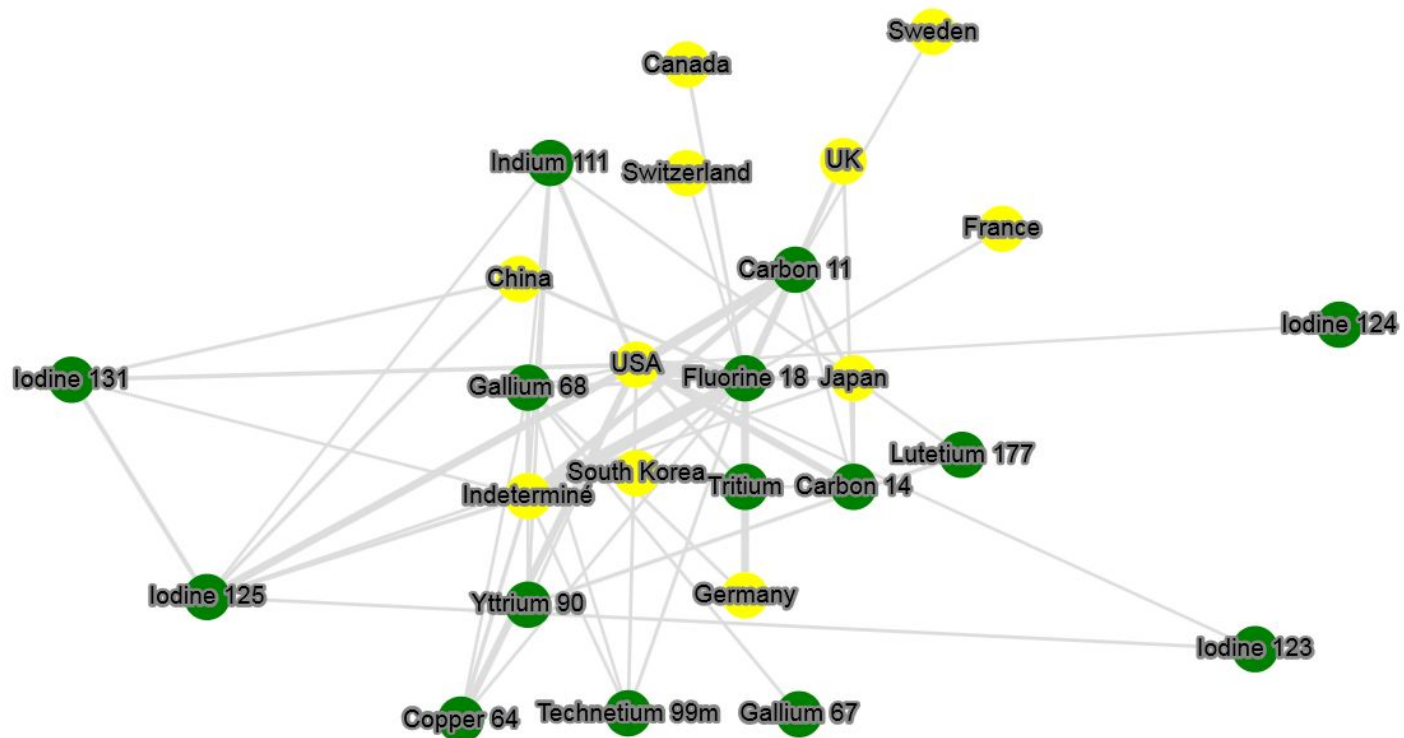 Sweden
Canada
UK
Indium 111
Switzerland
France
Carbon 11
China
Iodine 124
USA
Fluorine 18
Japan
Iodine 131
Gallium 68
Lutetium 177
South Korea
Tritium
Carbon 14
Indeterminé
Iodine 125
Yttrium 90
Germany
Iodine 123
Copper 64
Technetium 99m
Gallium 67